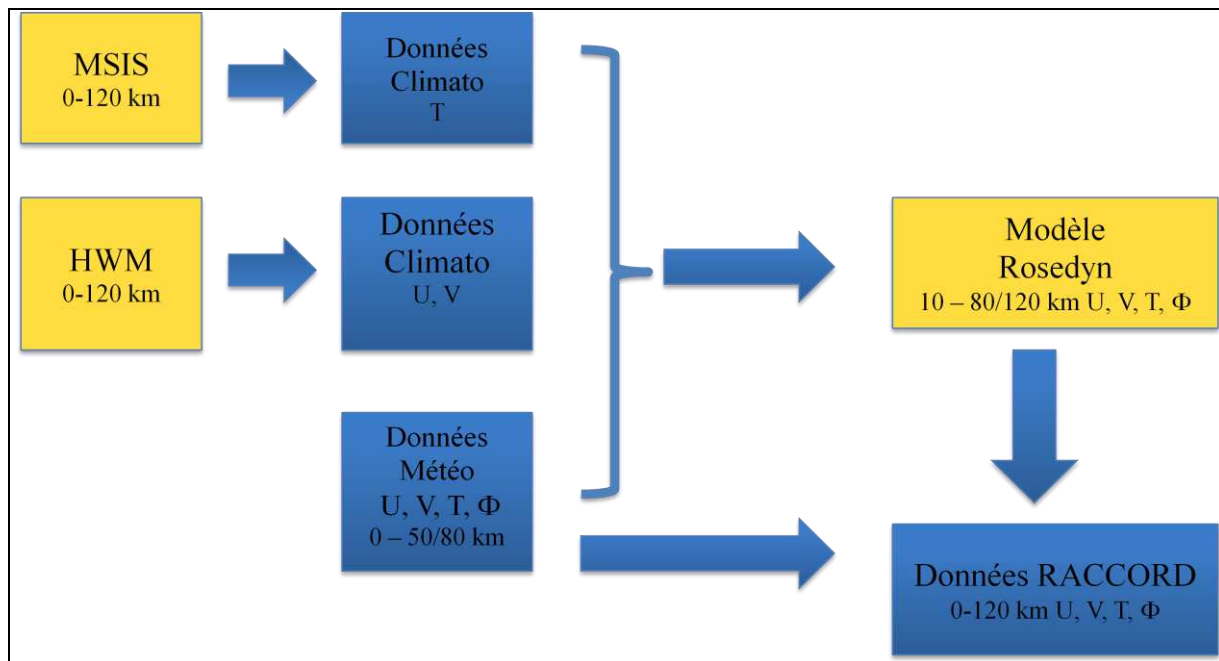 MSIS
0-120 km
Données
Climato
T
HWM
0-120 km
Données
Climato
U, V
Données
Météo
U, V, T, Φ
0 – 50/80 km
Modèle
Rosedyn
10 – 80/120 km U, V, T, Φ
Données RACCORD
0-120 km U, V, T, Φ